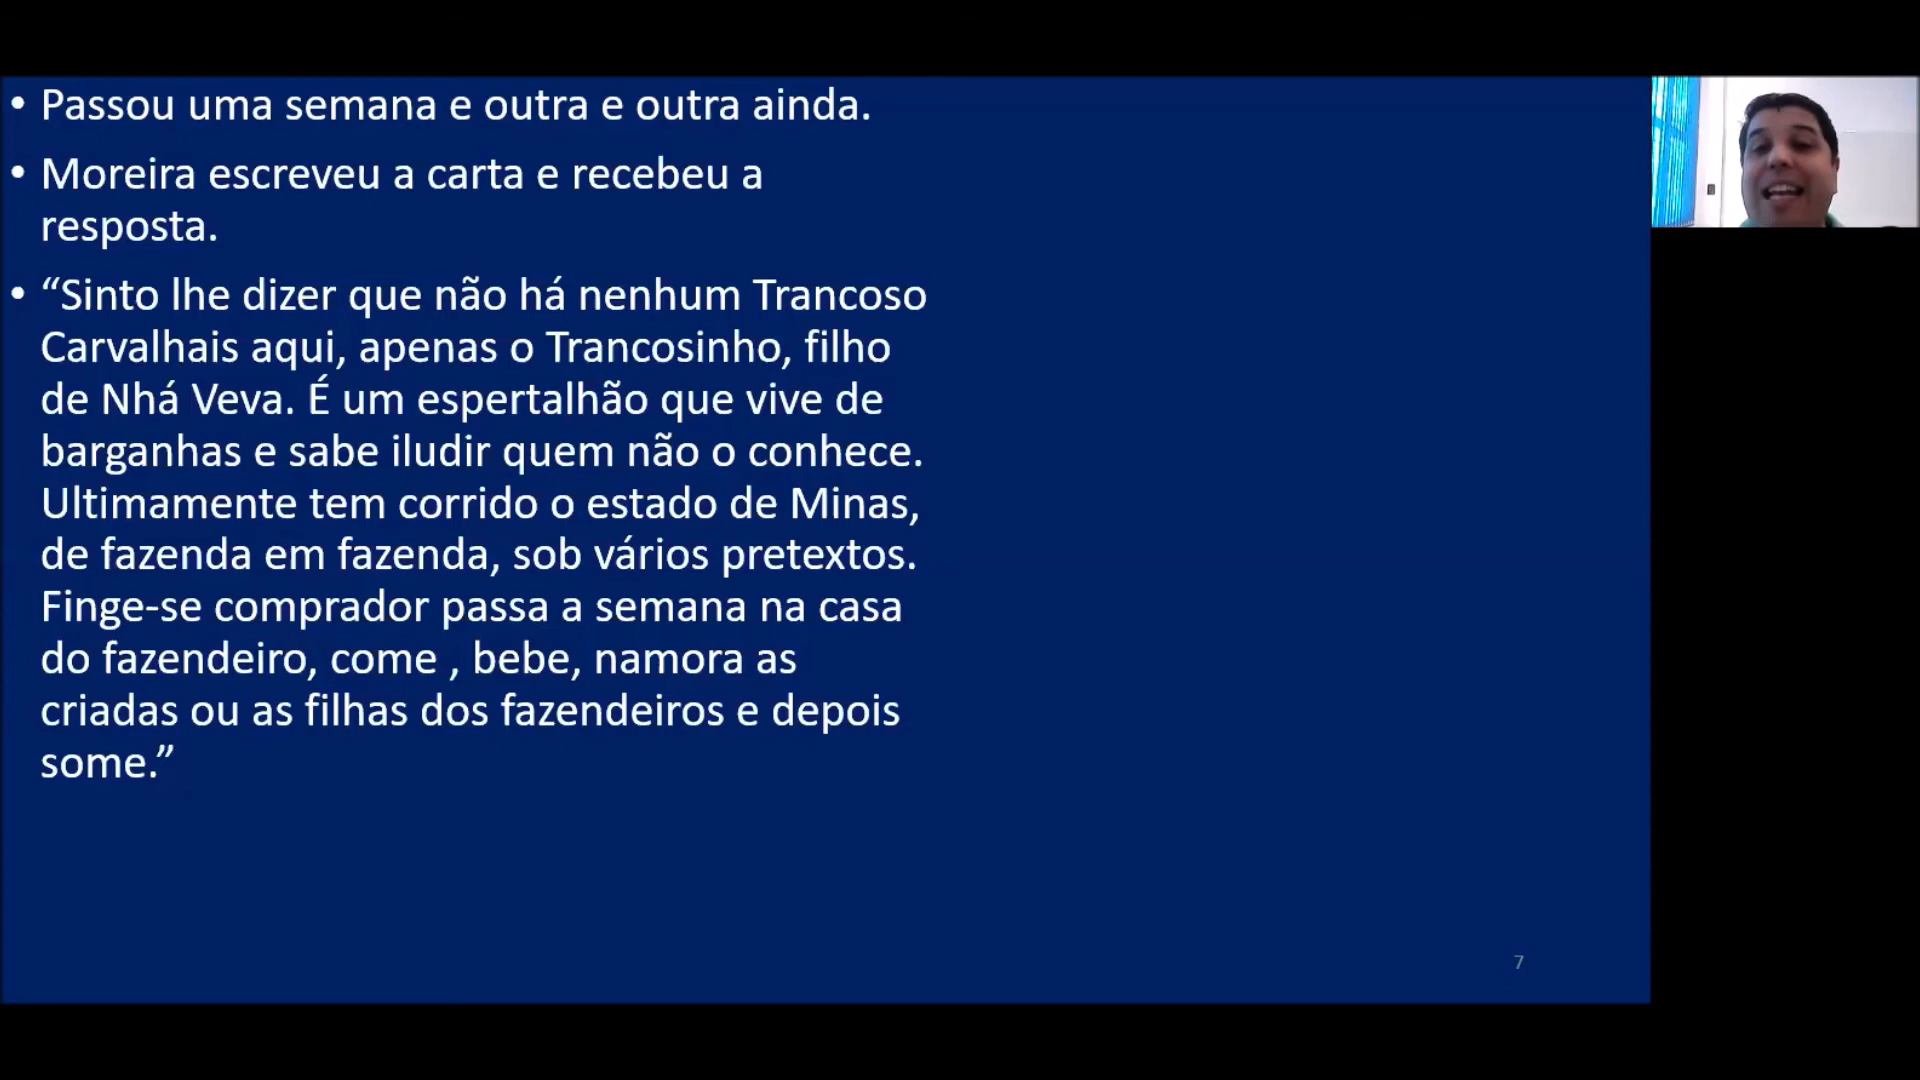 • Passou uma semana e outra e outra ainda.
• Moreira escreveu a carta e recebeu a
resposta.
• “Sinto lhe dizer que não há nenhum Trancoso
Carvalhais aqui, apenas o Trancosinho, filho
de Nhá Veva. É um espertalhão que vive de
barganhas e sabe iludir quem não o conhece.
Ultimamente tem corrido o estado de Minas,
de fazenda em fazenda, sob vários pretextos.
Finge-se comprador passa a semana na casa
do fazendeiro, come , bebe, namora as
criadas ou as filhas dos fazendeiros e depois
some.”
7